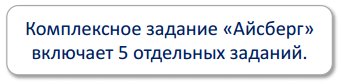 Комплексное задание «Айсберг»
включает 5 отдельных заданий.